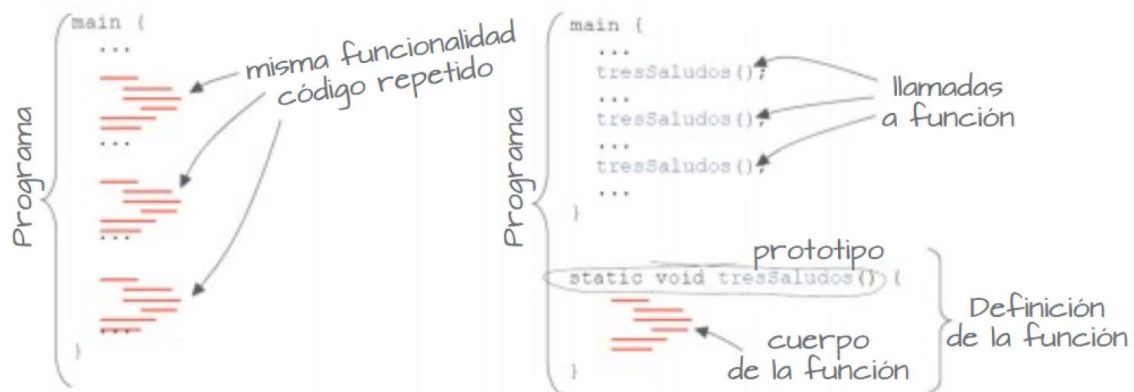 Programa
main {
...
misma funcionalidad
código repetido
...
...
...
}
Programa
main {
...
tresSaludos();
...
tresSaludos();
...
tresSaludos();
...
}
llamadas
a función
prototipo
static void tresSaludos() {
cuerpo
de la función
}
Definición
de la función